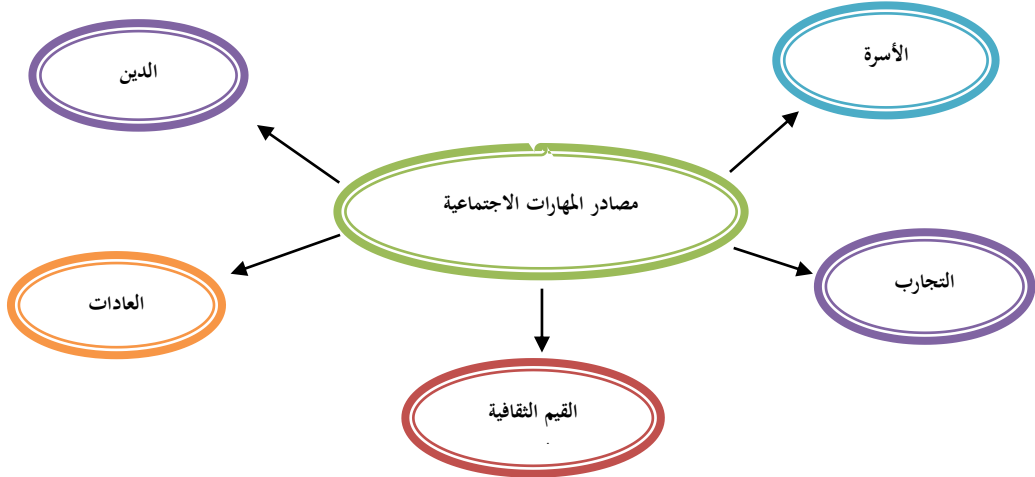 الأسرة
الدين
مصادر المهارات الاجتماعية
التجارب
العادات
القيم الثقافية